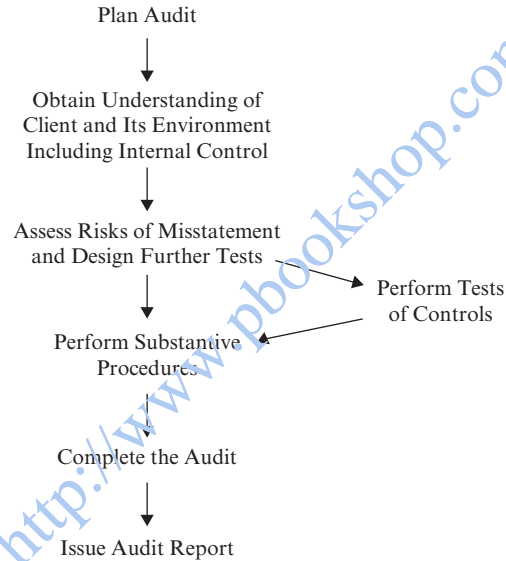 Plan Audit
Obtain Understanding of
Client and Its Environment
Including Internal Control
Assess Risks of Misstatement
and Design Further Tests
Perform Tests
of Controls
Perform Substantive
Procedures
Complete the Audit
Issue Audit Report
http://www.pbookshop.com